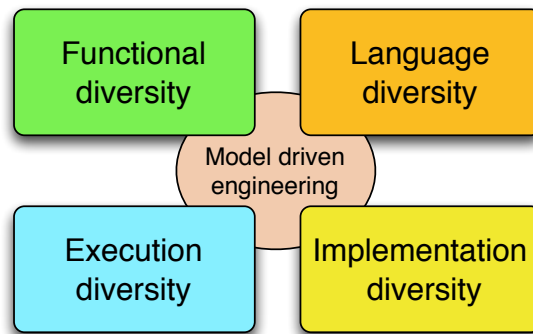 Functional
diversity
Language
diversity
Model driven
engineering
Execution
diversity
Implementation
diversity